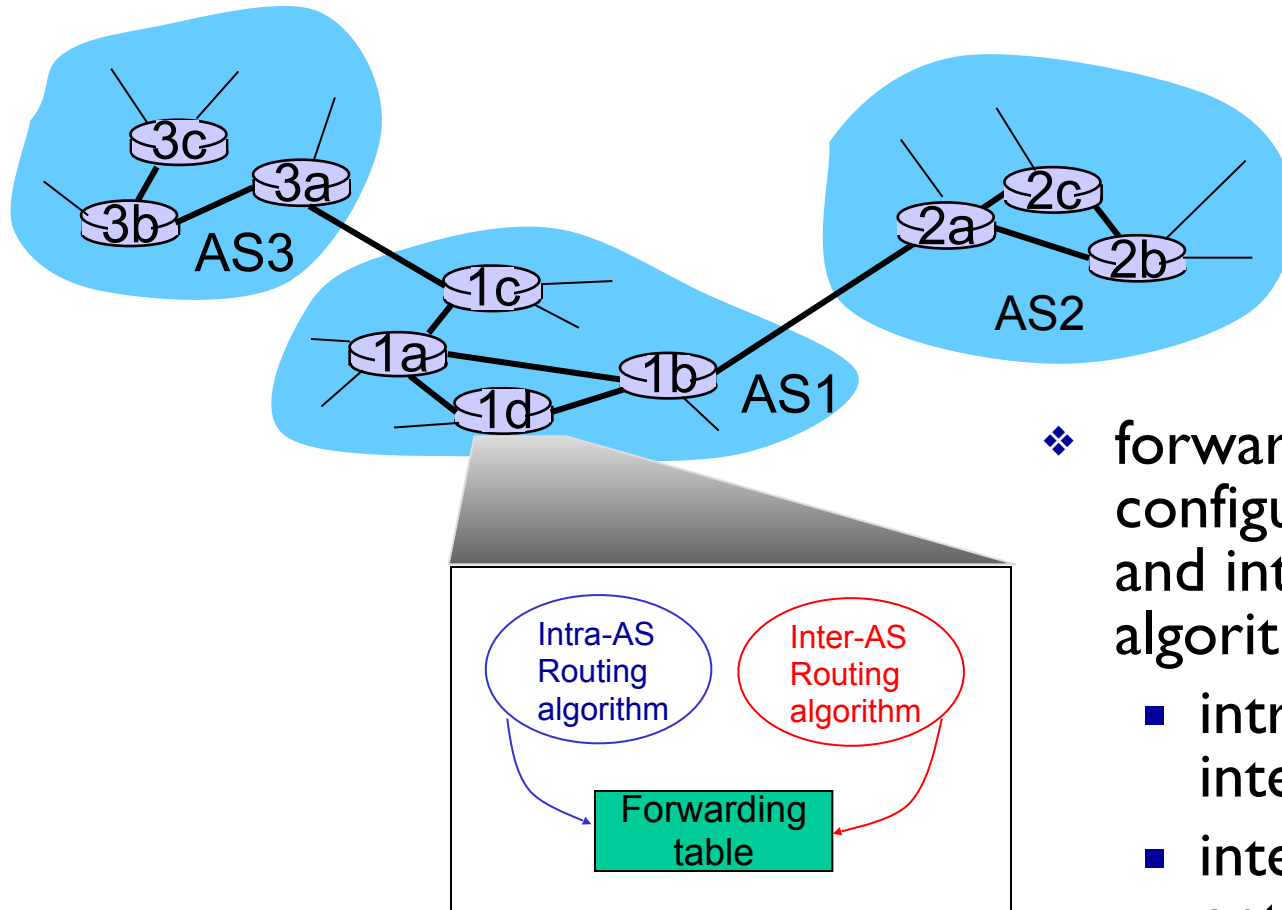 3c
3a
3b
AS3
2c
2a
2b
AS2
1c
1a
1b
AS1
1d
Intra-AS
Routing
algorithm
Inter-AS
Routing
algorithm
Forwarding
table
and